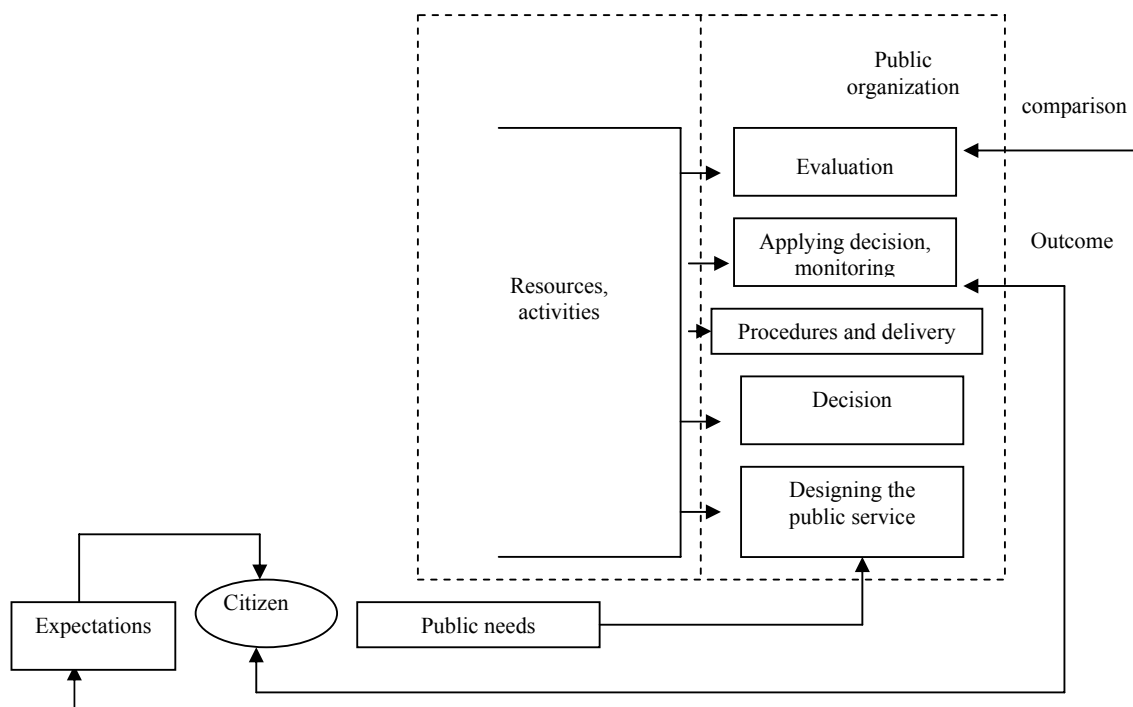 Public
organization
comparison
Evaluation
Applying decision,
monitoring
Outcome
Resources,
activities
Procedures and delivery
Decision
Designing the
public service
Expectations
Citizen
Public needs